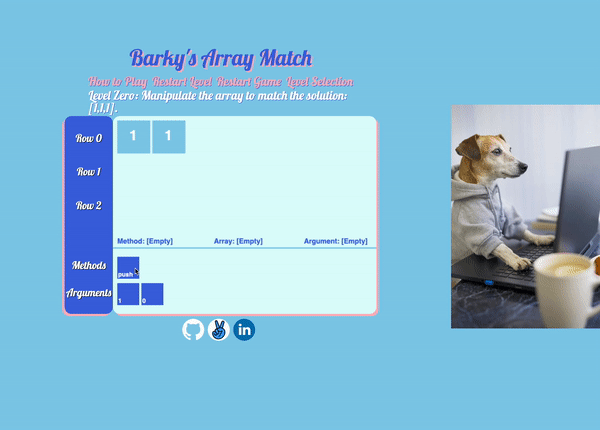 Barky's Array Match
How to Play Restart Level Restart Game Level Selection
Level Zero: Manipulate the array to match the solution:
[1,1,1].
Row 0
1 1
Row 1
Row 2
Method: [Empty] Array: [Empty] Argument: [Empty]
Methods
push
Arguments
1 0
in